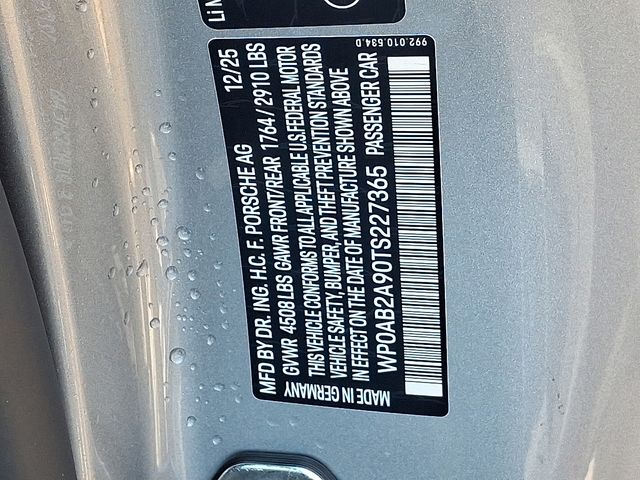 Li N
992.010.534.D
MFD BY DR. ING. H.C. F. PORSCHE AG 12/25
GVWR 4508 LBS GAWR FRONT/REAR 1764 / 2910 LBS
THIS VEHICLE CONFORMS TO ALL APPLICABLE U.S. FEDERAL MOTOR
VEHICLE SAFETY, BUMPER, AND THEFT PREVENTION STANDARDS
IN EFFECT ON THE DATE OF MANUFACTURE SHOWN ABOVE
WP0AB2A90TS227365 PASSENGER CAR
MADE IN GERMANY